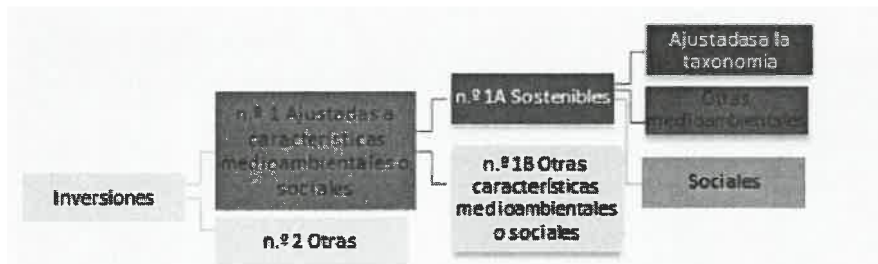 Inversiones
n.º 1 Ajustadas a
características
medioambientales o
sociales
n.º 2 Otras
n.º 1A Sostenibles
n.º 1B Otras
características
medioambientales
o sociales
Ajustadasa la
taxonomía
Otras
medioambientales
Sociales